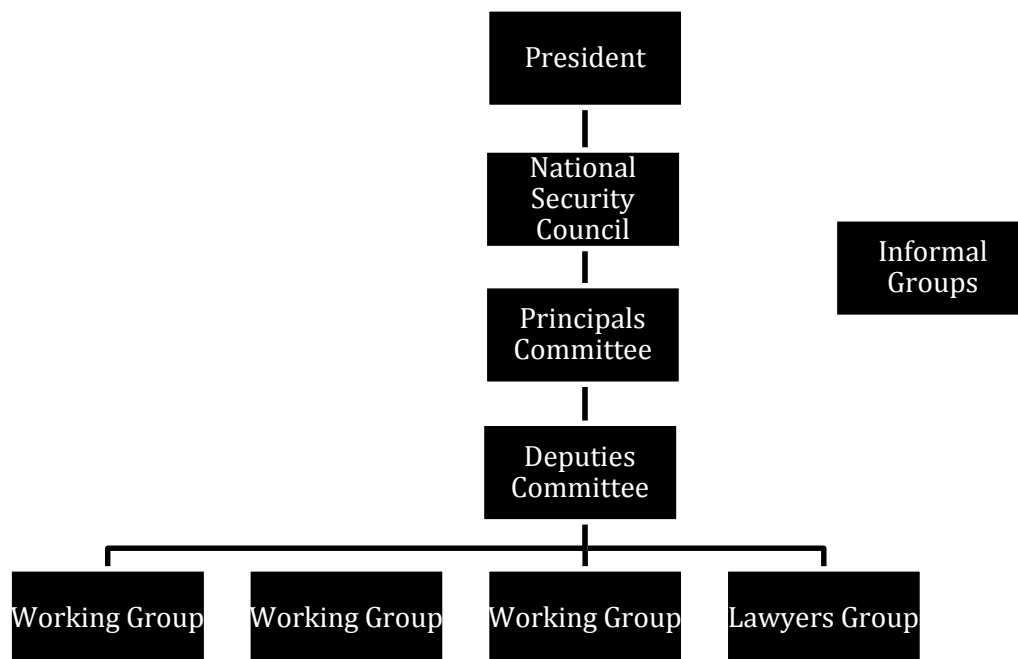 President
National
Security
Council
Informal
Groups
Principals
Committee
Deputies
Committee
Working Group
Working Group
Working Group
Lawyers Group